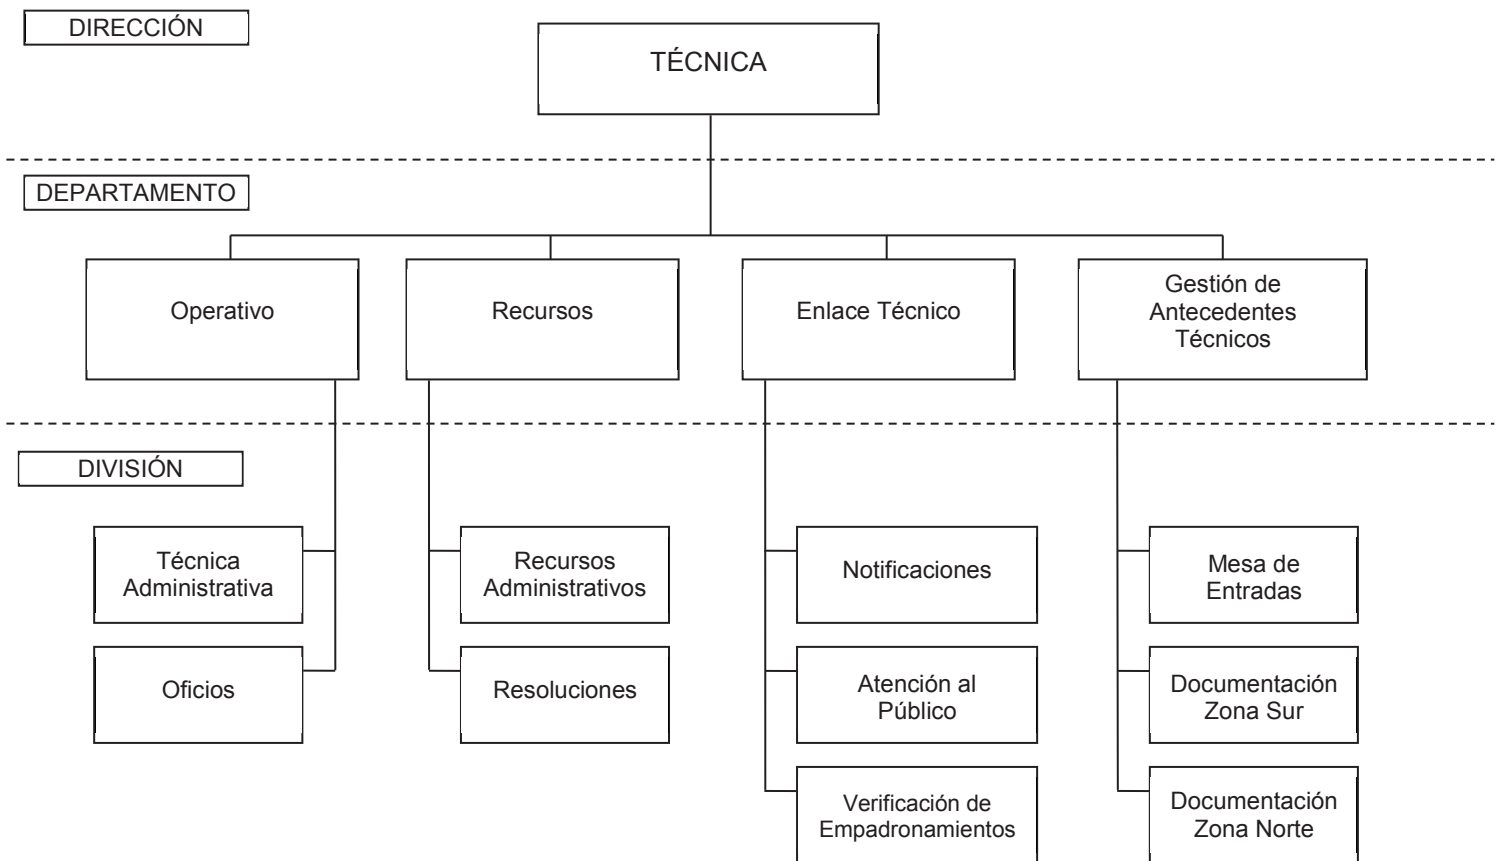 DIRECCIÓN
TÉCNICA
DEPARTAMENTO
Operativo
Recursos
Enlace Técnico
Gestión de
Antecedentes
Técnicos
DIVISIÓN
Técnica
Administrativa
Recursos
Administrativos
Notificaciones
Mesa de
Entradas
Oficios
Resoluciones
Atención al
Público
Documentación
Zona Sur
Verificación de
Empadronamientos
Documentación
Zona Norte